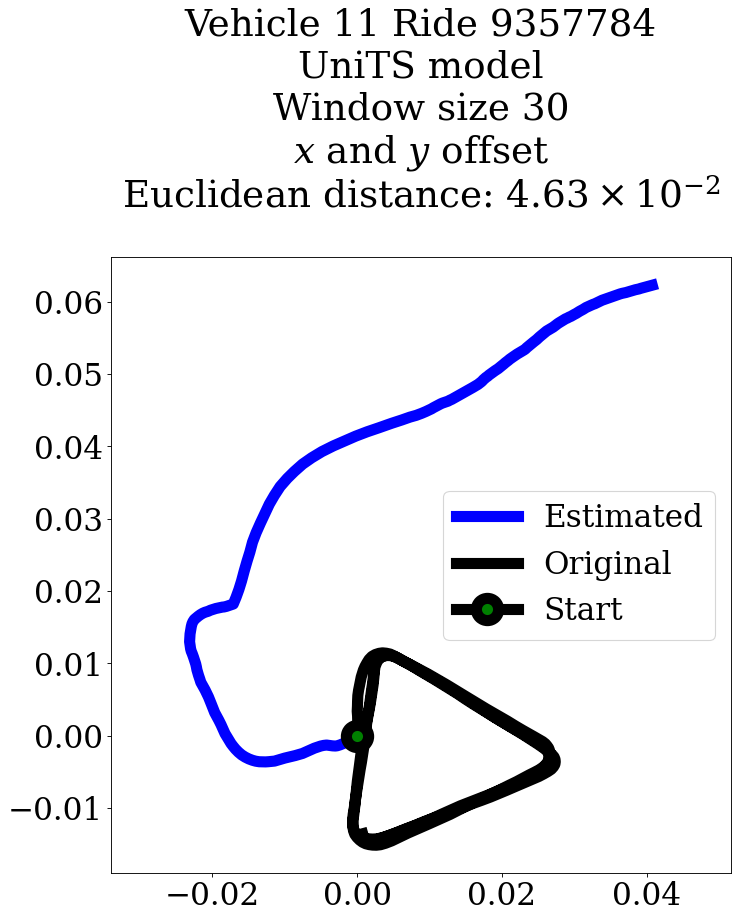 Vehicle 11 Ride 9357784
UniTS model
Window size 30
x and y offset
Euclidean distance: 4.63 × 10⁻²
0.06
0.05
0.04
0.03
0.02
0.01
0.00
−0.01
Estimated
Original
Start
−0.02 0.00 0.02 0.04